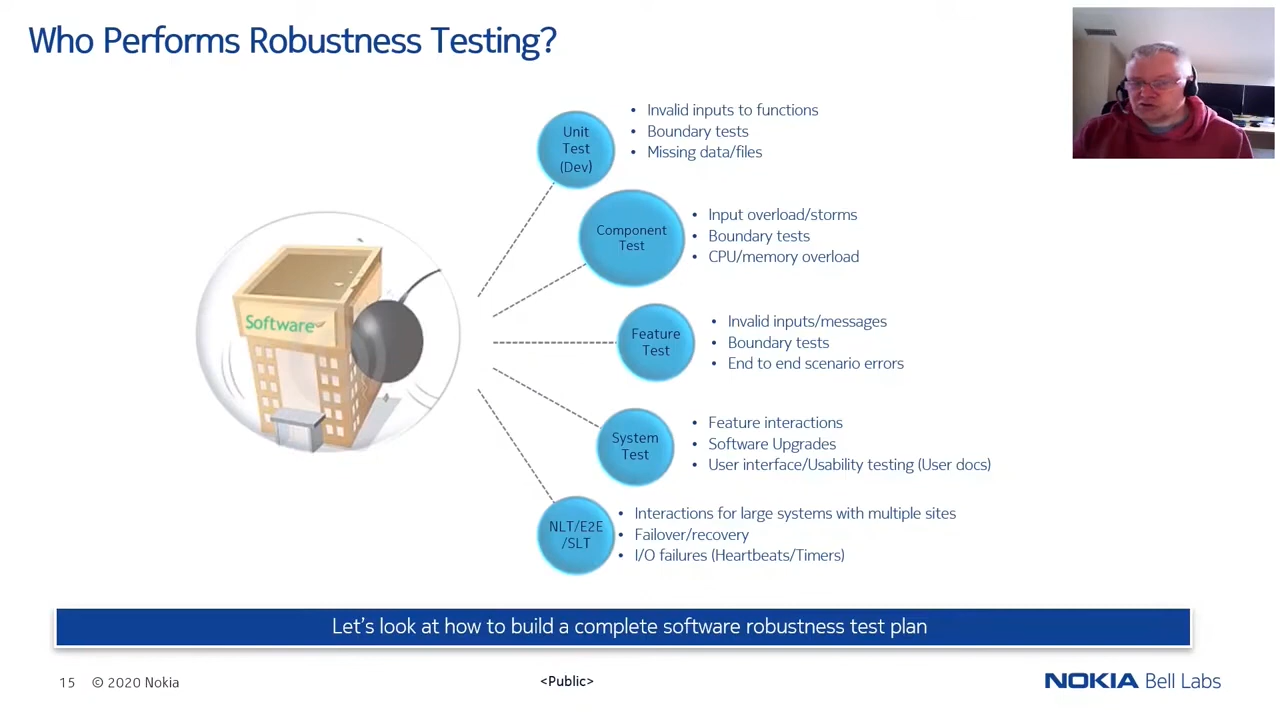 Who Performs Robustness Testing?
Unit
Test
(Dev)
• Invalid inputs to functions
• Boundary tests
• Missing data/files
Component
Test
• Input overload/storms
• Boundary tests
• CPU/memory overload
Software
Feature
Test
• Invalid inputs/messages
• Boundary tests
• End to end scenario errors
System
Test
• Feature interactions
• Software Upgrades
• User interface/Usability testing (User docs)
NLT/E2E
/SLT
• Interactions for large systems with multiple sites
• Failover/recovery
• I/O failures (Heartbeats/Timers)
Let's look at how to build a complete software robustness test plan
15 © 2020 Nokia
<Public>
NOKIA Bell Labs